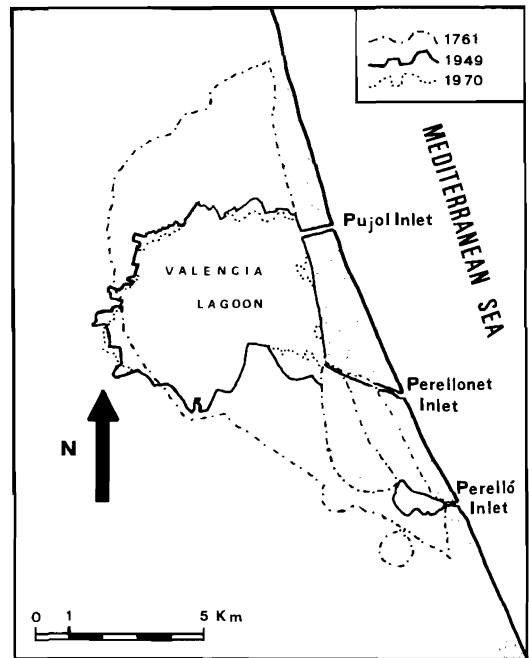 1761
1949
1970
MEDITERRANEAN SEA
Pujol Inlet
VALENCIA
LAGOON
Perellonet
Inlet
N
Perelló
Inlet
0 1 5 Km